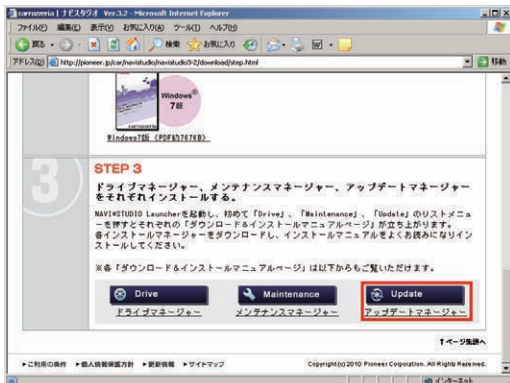 carrozzeria | ナビスタジオ Ver.3.2 - Microsoft Internet Explorer
ファイル(F) 編集(E) 表示(V) お気に入り(A) ツール(T) ヘルプ(H)
戻る 検索 お気に入り
アドレス(D) http://pioneer.jp/car/navistudio/navistudio3-2/download/step.html 移動
Windows®
7版
Windows7版 (PDF約767KB)
3
STEP 3
ドライブマネージャー、メンテナンスマネージャー、アップデートマネージャー
をそれぞれインストールする。
NAVI*STUDIO Launcherを起動し、初めて「Drive」、「Maintenance」、「Update」のリストメニュ
ーを押すとそれぞれの「ダウンロード&インストールマニュアルページ」が立ち上がります。
各インストールマネージャーをダウンロードし、インストールマニュアルをよくお読みになりイン
ストールしてください。
※各「ダウンロード&インストールマニュアルページ」は以下からもご覧いただけます。
Drive Maintenance Update
ドライブマネージャー メンテナンスマネージャー アップデートマネージャー
↑ページ先頭へ
▸ご利用の条件 ▸個人情報保護方針 ▸更新情報 ▸サイトマップ Copyright(c)2010 Pioneer Corporation. All Rights Reserved.
インターネット